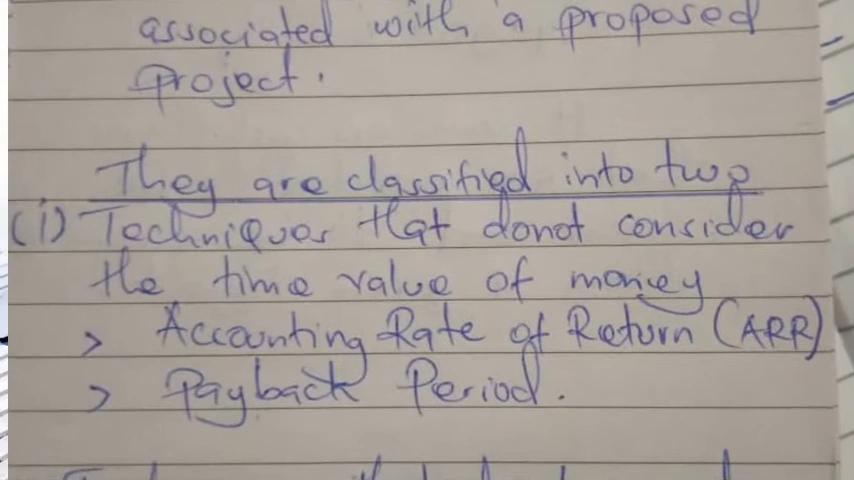 associated with a proposed
project.
They are classified into two
(i) Techniques that donot consider
the time value of money
> Accounting Rate of Return (ARR)
> Payback Period.